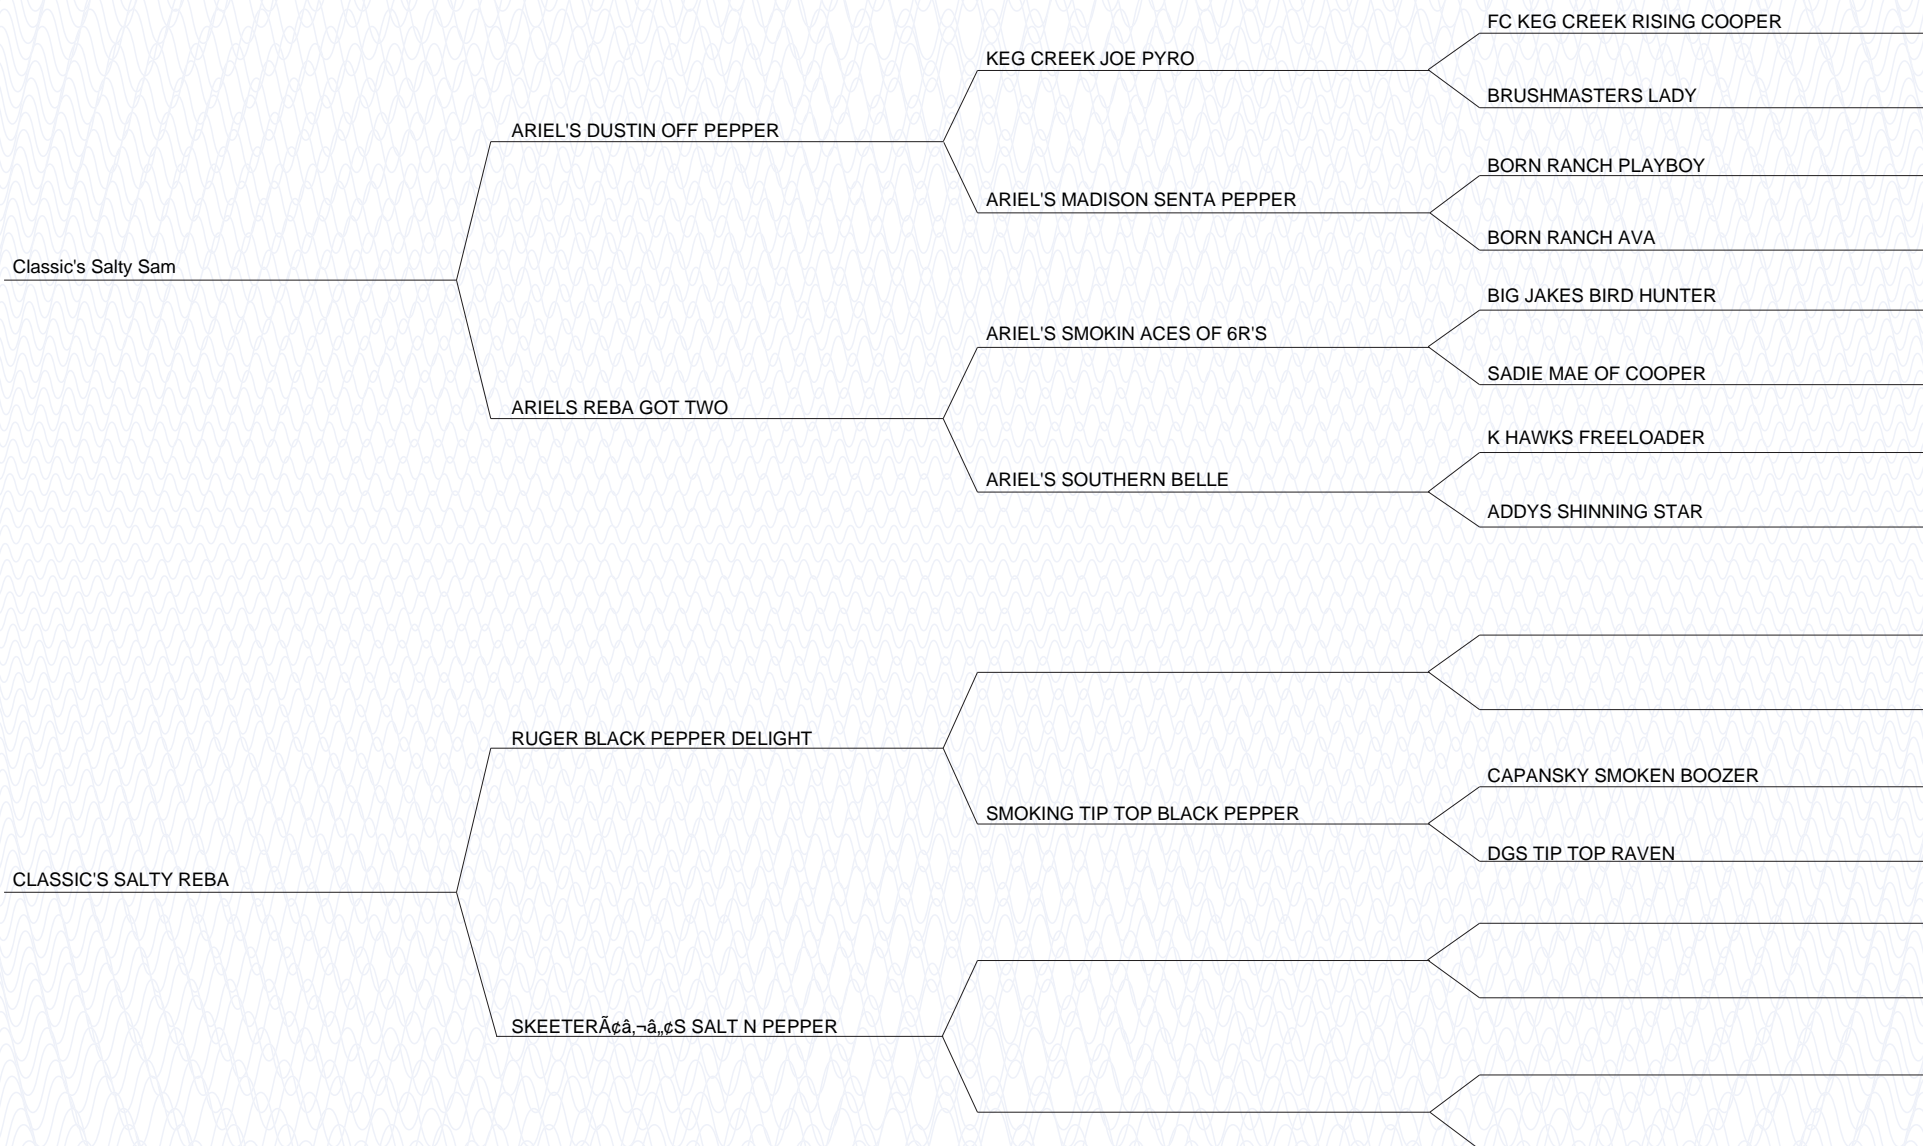 FC KEG CREEK RISING COOPER
KEG CREEK JOE PYRO
BRUSHMASTERS LADY
ARIEL'S DUSTIN OFF PEPPER
BORN RANCH PLAYBOY
ARIEL'S MADISON SENTA PEPPER
BORN RANCH AVA
Classic's Salty Sam
BIG JAKES BIRD HUNTER
ARIEL'S SMOKIN ACES OF 6R'S
SADIE MAE OF COOPER
ARIELS REBA GOT TWO
K HAWKS FREELOADER
ARIEL'S SOUTHERN BELLE
ADDYS SHINNING STAR
RUGER BLACK PEPPER DELIGHT
CAPANSKY SMOKEN BOOZER
SMOKING TIP TOP BLACK PEPPER
DGS TIP TOP RAVEN
CLASSIC'S SALTY REBA
SKEETERÃ¢â‚¬â„¢S SALT N PEPPER